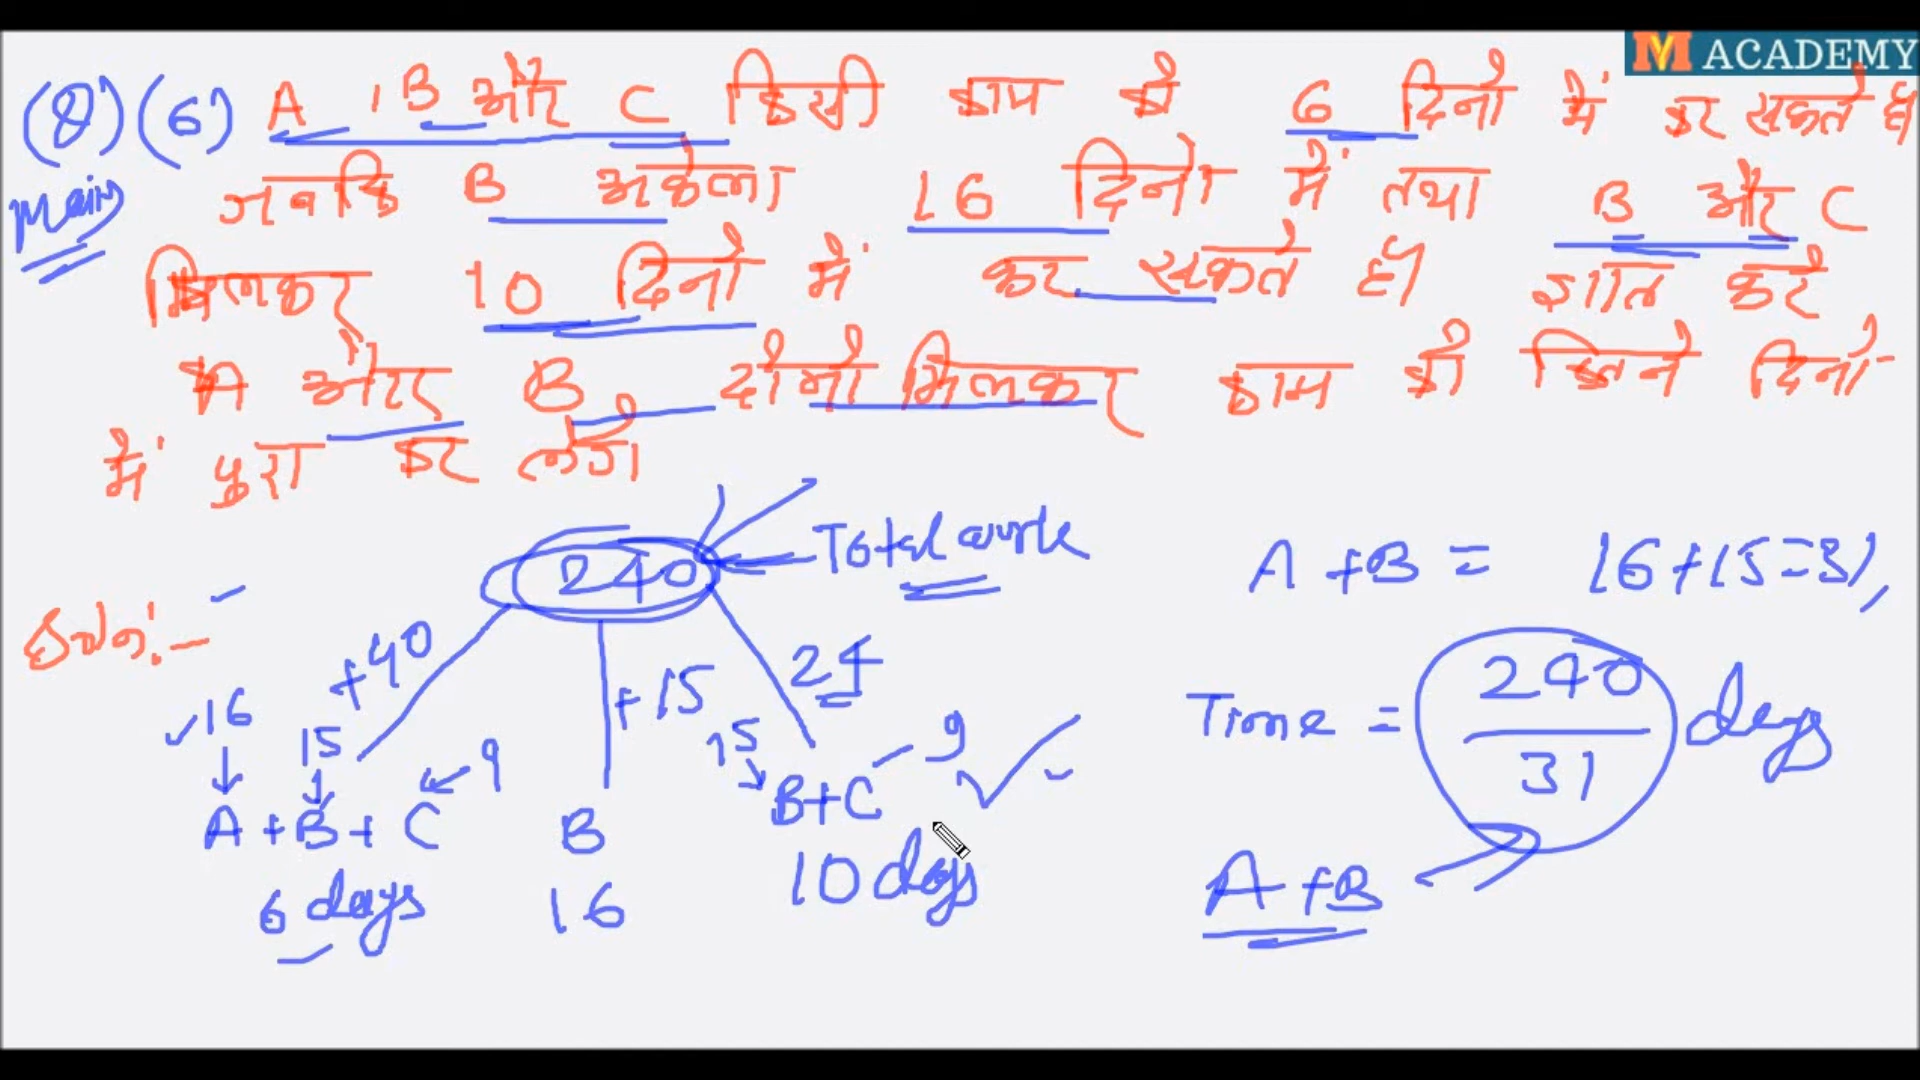 M ACADEMY
(8) (6) A , B और C किसी काम को 6 दिनों में कर सकते हैं
Main जबकि B अकेला 16 दिनों में तथा B और C
मिलकर 10 दिनों में कर सकते हैं। ज्ञात करे
A और B दोनो मिलकर काम को कितने दिनों
में पुरा कर लेगे
240 Total work
A +B = 16+15=31,
हल:-
+40 +15 24
Time = 240/31 days
16 15 9 15 9
A + B + C B B+C
6 days 16 10 days
A +B